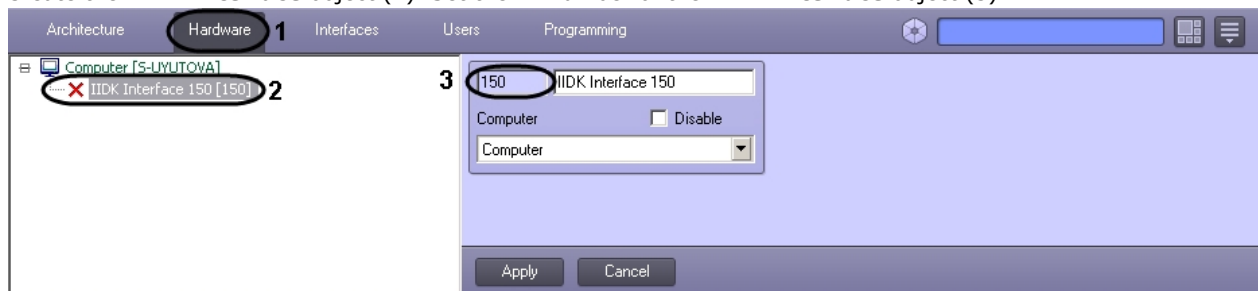 Architecture Hardware 1 Interfaces Users Programming
Computer [S-UYUTOVA]
IIDK Interface 150 [150] 2
3 150 IIDK Interface 150
Computer Disable
Computer
Apply Cancel